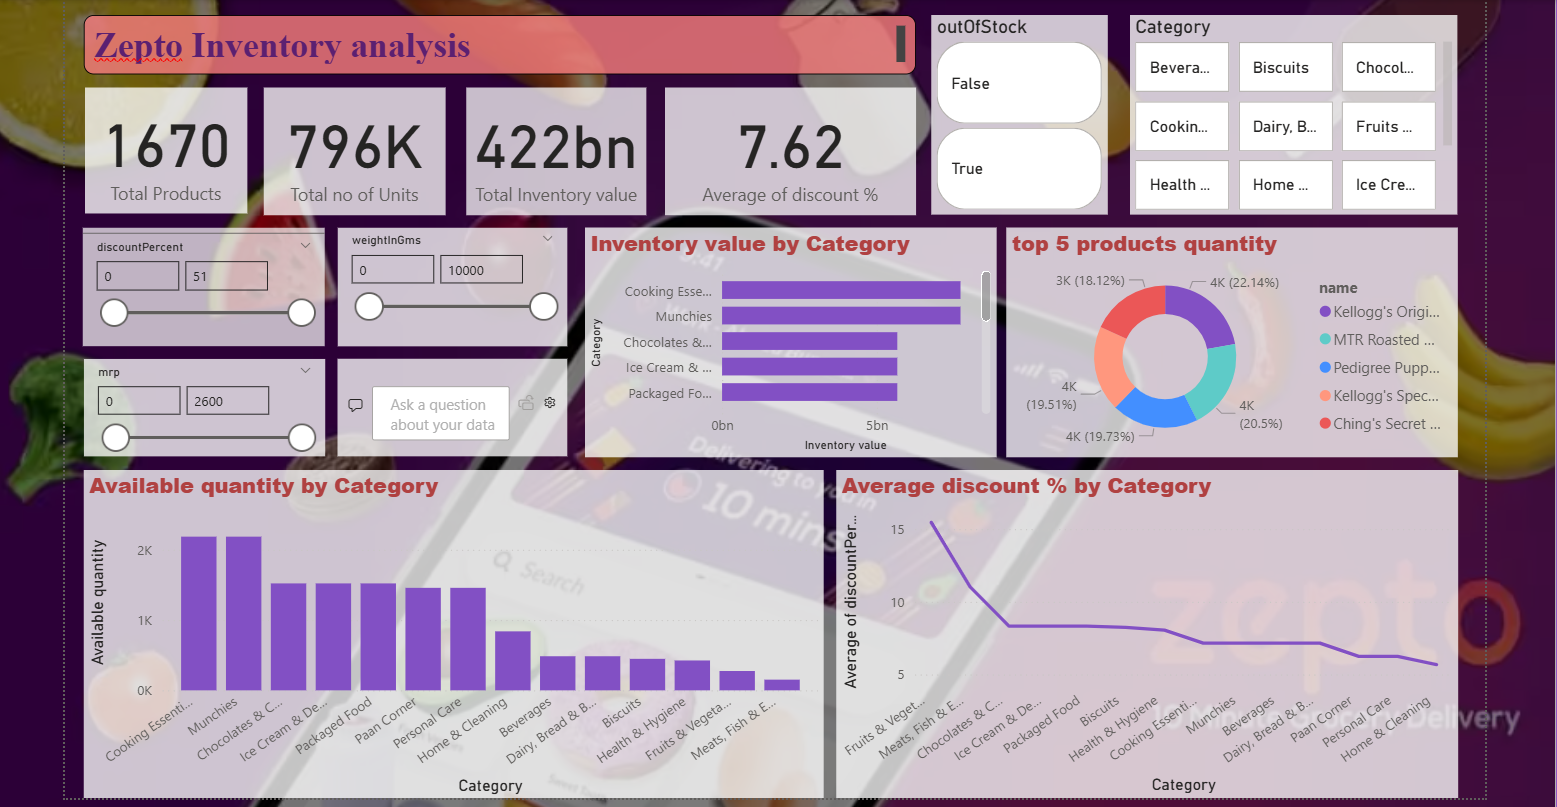 Zepto Inventory analysis
outOfStock
False
True
Category
Bevera...
Biscuits
Chocol...
Cookin...
Dairy, B...
Fruits ...
Health ...
Home ...
Ice Cre...
1670
Total Products
796K
Total no of Units
422bn
Total Inventory value
7.62
Average of discount %
discountPercent
0
51
weightInGms
0
10000
mrp
0
2600
Ask a question
about your data
Inventory value by Category
Category
Cooking Esse...
Munchies
Chocolates &...
Ice Cream & ...
Packaged Fo...
0bn
5bn
Inventory value
top 5 products quantity
3K (18.12%)
4K (22.14%)
4K
(19.51%)
4K
(20.5%)
4K (19.73%)
name
Kellogg's Origi...
MTR Roasted ...
Pedigree Pupp...
Kellogg's Spec...
Ching's Secret ...
Available quantity by Category
Available quantity
2K
1K
0K
Cooking Essenti...
Munchies
Chocolates & C...
Ice Cream & De...
Packaged Food
Paan Corner
Personal Care
Home & Cleaning
Beverages
Dairy, Bread & B...
Biscuits
Health & Hygiene
Fruits & Vegeta...
Meats, Fish & E...
Category
Average discount % by Category
Average of discountPer...
15
10
5
Fruits & Veget...
Meats, Fish & E...
Chocolates & C...
Ice Cream & De...
Packaged Food
Biscuits
Health & Hygiene
Cooking Essenti...
Munchies
Beverages
Dairy, Bread & B...
Paan Corner
Personal Care
Home & Cleaning
Category
Delivering to you in
10 mins
Search
zepto
Delivery